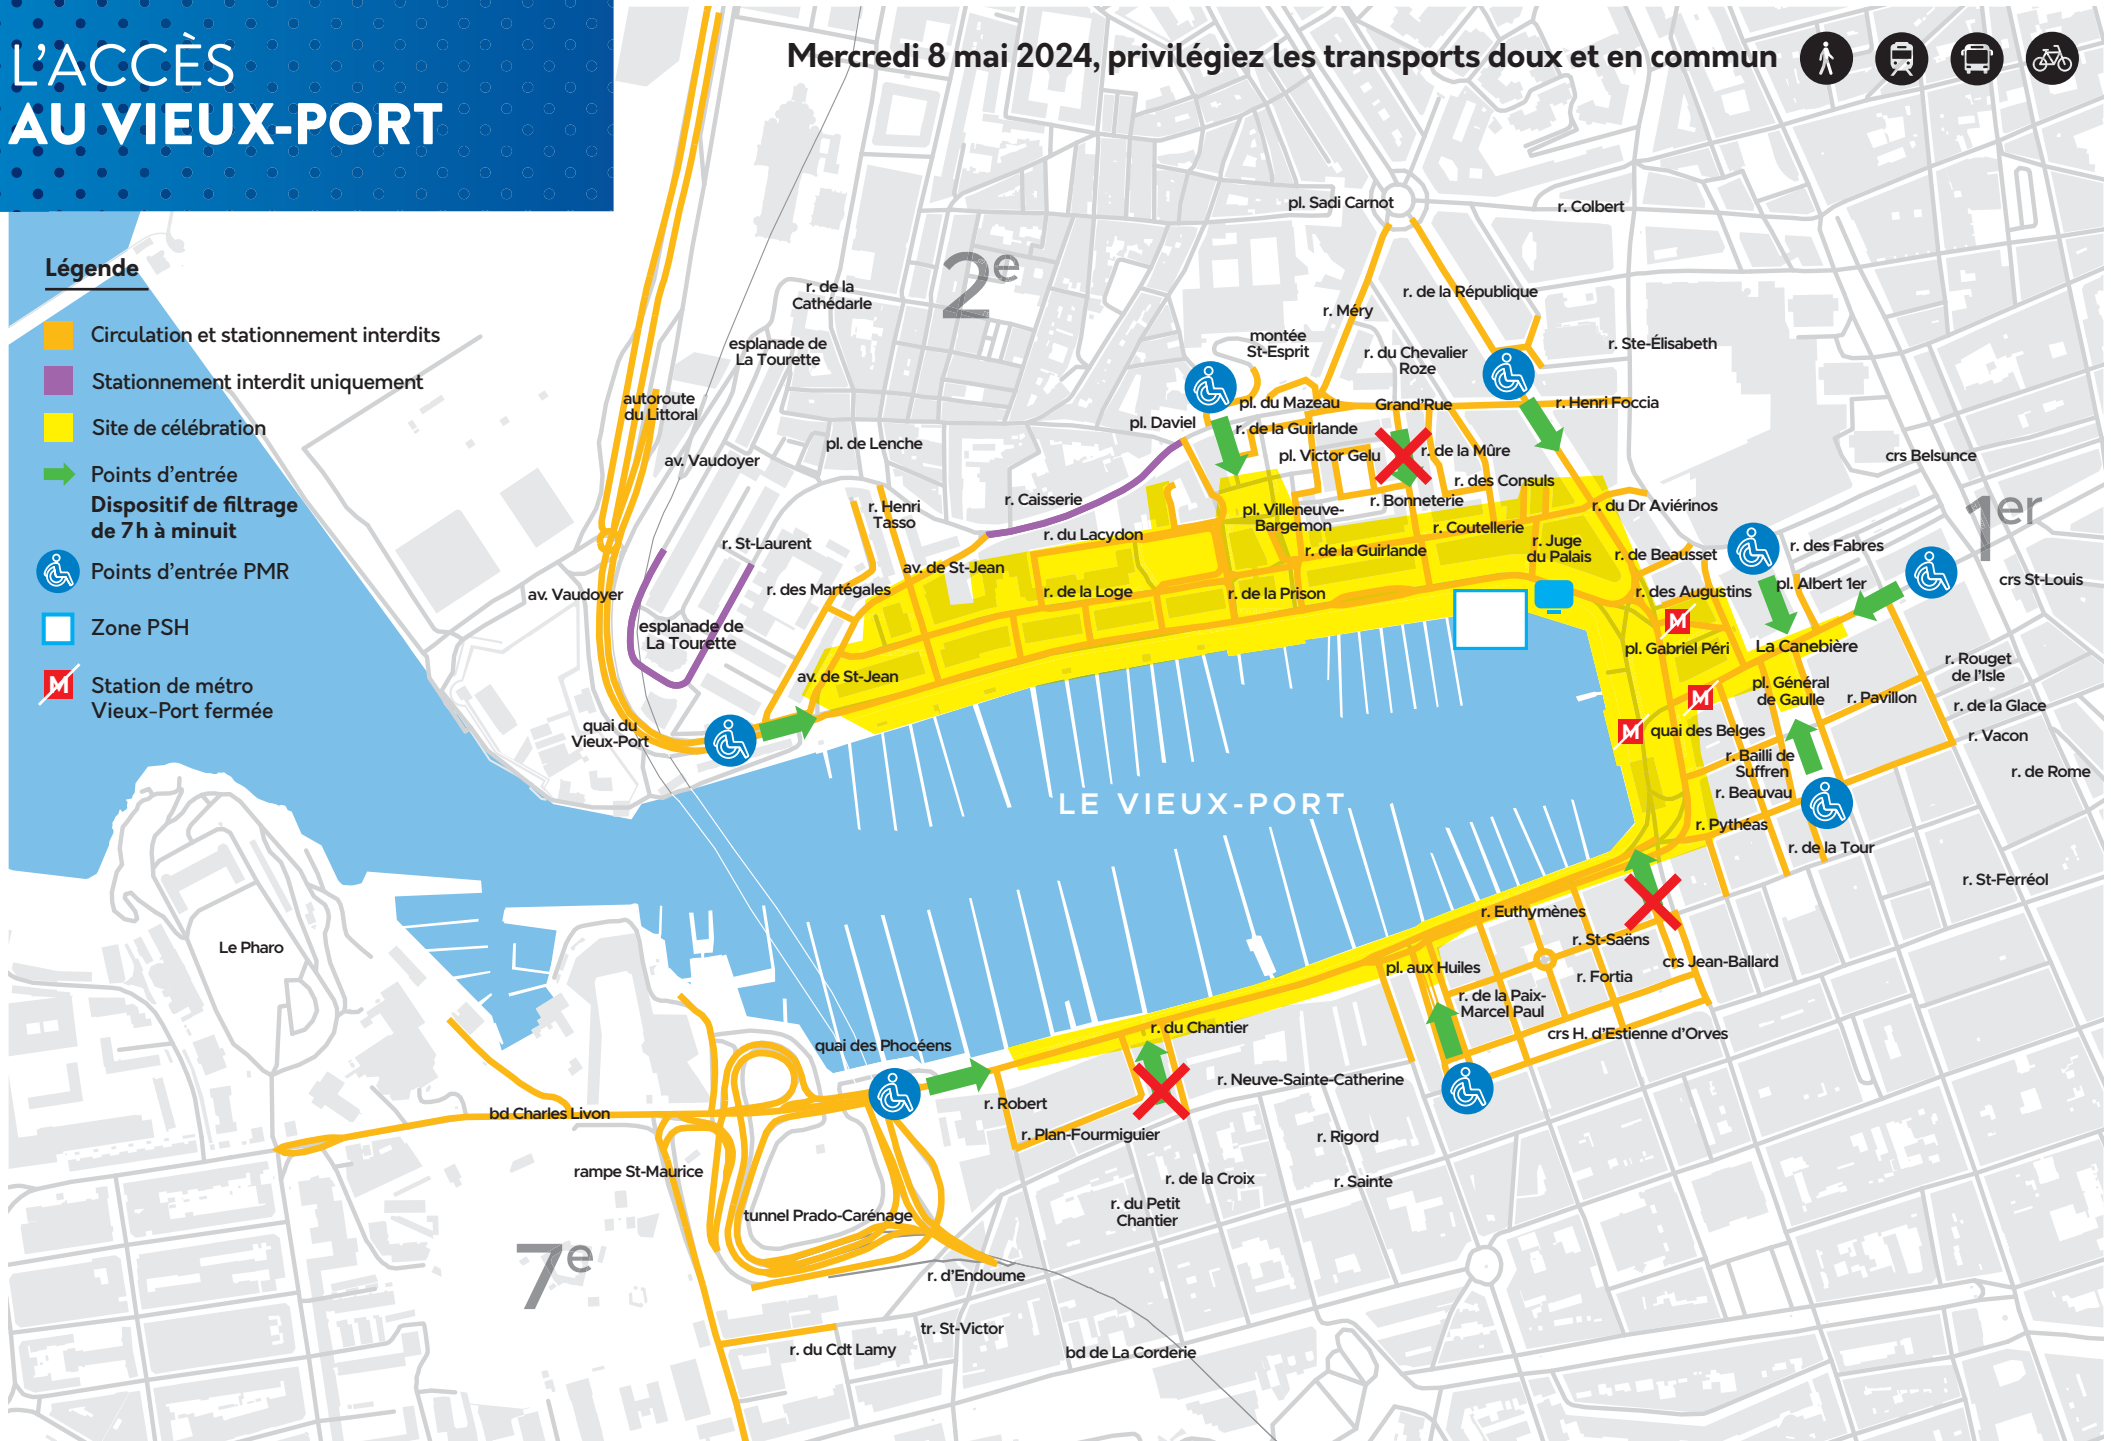 L'ACCÈS
AU VIEUX-PORT
Mercredi 8 mai 2024, privilégiez les transports doux et en commun
Légende
Circulation et stationnement interdits
Stationnement interdit uniquement
Site de célébration
Points d'entrée
Dispositif de filtrage
de 7h à minuit
Points d'entrée PMR
Zone PSH
M
Station de métro
Vieux-Port fermée
pl. Sadi Carnot
r. Colbert
2e
r. de la
Cathédarle
r. de la République
r. Méry
esplanade de
La Tourette
montée
St-Esprit
r. du Chevalier
Roze
r. Ste-Élisabeth
autoroute
du Littoral
pl. du Mazeau
Grand'Rue
r. Henri Foccia
pl. Daviel
r. de la Guirlande
pl. de Lenche
av. Vaudoyer
pl. Victor Gelu
r. de la Mûre
crs Belsunce
r. des Consuls
r. Caisserie
r. Bonneterie
r. Henri
Tasso
pl. Villeneuve-
Bargemon
r. du Dr Aviérinos
1er
r. du Lacydon
r. Coutellerie
r. St-Laurent
r. de la Guirlande
r. Juge
du Palais
r. de Beausset
r. des Fabres
av. de St-Jean
pl. Albert 1er
crs St-Louis
av. Vaudoyer
r. des Martégales
r. de la Loge
r. de la Prison
r. des Augustins
M
esplanade de
La Tourette
pl. Gabriel Péri
La Canebière
r. Rouget
de l'Isle
av. de St-Jean
pl. Général
de Gaulle
r. Pavillon
M
r. de la Glace
quai du
Vieux-Port
M
quai des Belges
r. Vacon
r. Bailli de
Suffren
r. de Rome
LE VIEUX-PORT
r. Beauvau
r. Pythéas
r. de la Tour
r. St-Ferréol
r. Euthymènes
Le Pharo
r. St-Saëns
crs Jean-Ballard
pl. aux Huiles
r. Fortia
r. de la Paix-
Marcel Paul
r. du Chantier
crs H. d'Estienne d'Orves
quai des Phocéens
r. Neuve-Sainte-Catherine
r. Robert
bd Charles Livon
r. Plan-Fourmiguier
r. Rigord
rampe St-Maurice
r. de la Croix
r. Sainte
r. du Petit
Chantier
tunnel Prado-Carénage
7e
r. d'Endoume
tr. St-Victor
r. du Cdt Lamy
bd de La Corderie